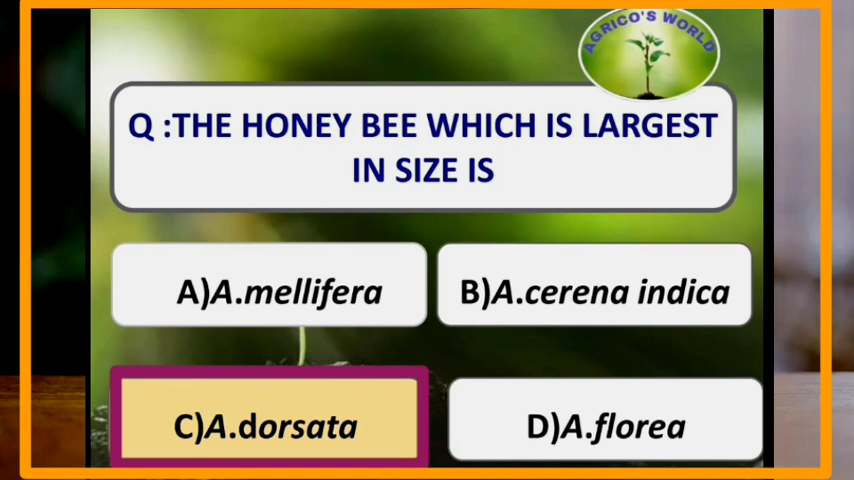 AGRICO'S WORLD
Q :THE HONEY BEE WHICH IS LARGEST
IN SIZE IS
A)A.mellifera
B)A.cerena indica
C)A.dorsata
D)A.florea